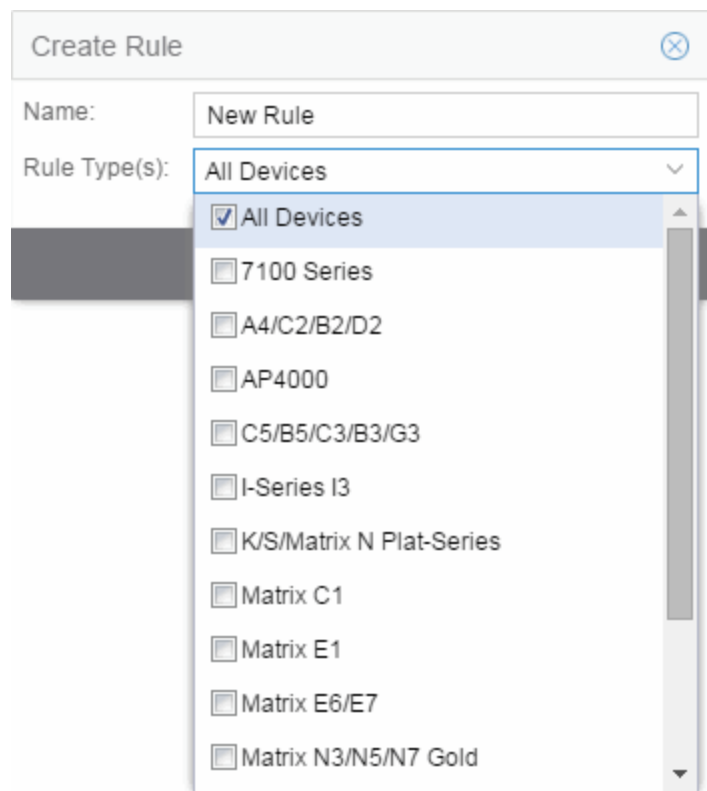 Create Rule
Name: New Rule
Rule Type(s): All Devices
All Devices
7100 Series
A4/C2/B2/D2
AP4000
C5/B5/C3/B3/G3
I-Series I3
K/S/Matrix N Plat-Series
Matrix C1
Matrix E1
Matrix E6/E7
Matrix N3/N5/N7 Gold